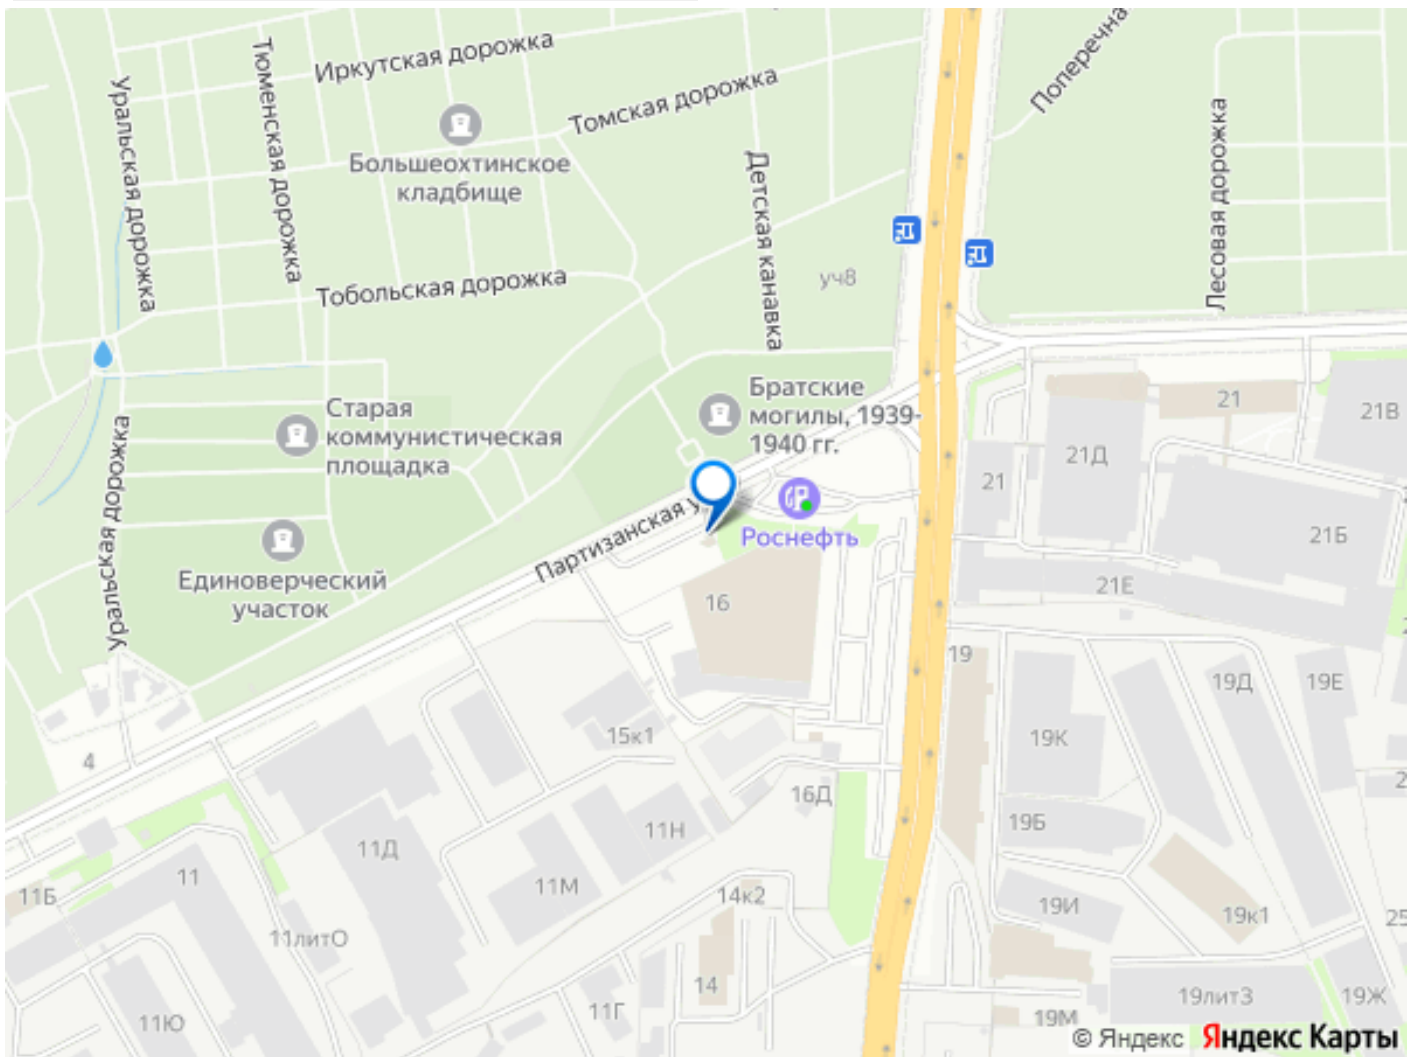 Иркутская дорожка
Тюменская дорожка
Уральская дорожка
Томская дорожка
Поперечна
Лесовая дорожка
Большеохтинское
кладбище
Детская канавка
Тобольская дорожка
уч8
Братские
могилы, 1939-
1940 гг.
Старая
коммунистическая
площадка
Уральская дорожка
Единоверческий
участок
Партизанская у
Роснефть
21
21В
21Д
21
21Б
21Е
16
19
19Д
19Е
15к1
19К
4
16Д
11Н
19Б
11Д
11
11М
11Б
14к2
19И
19к1
25
11литО
14
11Г
11Ю
19литЗ
19Ж
19М
© Яндекс Яндекс Карты